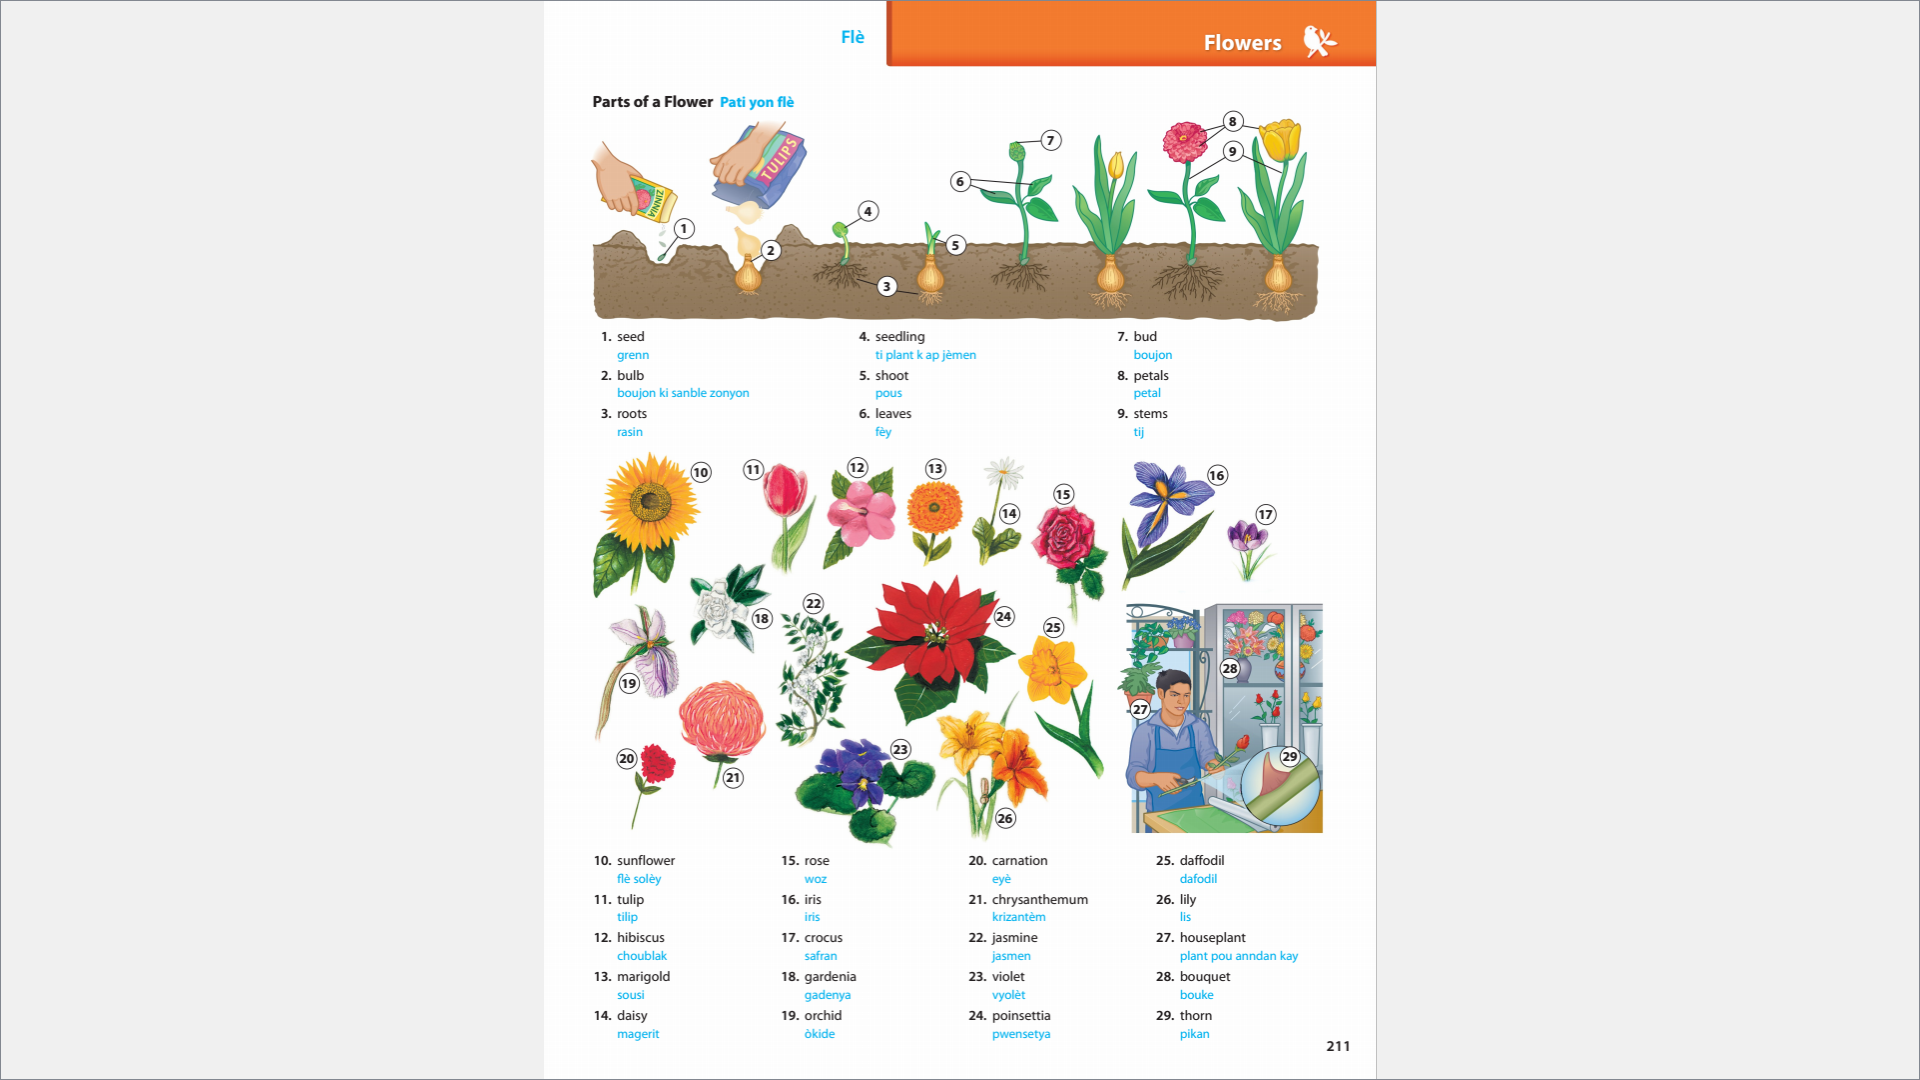 Flè
Flowers
Parts of a Flower Pati yon flè
TULIPS
ZINNIA
1
2
3
4
5
6
7
8
9
1. seed
grenn
2. bulb
boujon ki sanble zonyon
3. roots
rasin
4. seedling
ti plant k ap jèmen
5. shoot
pous
6. leaves
fèy
7. bud
boujon
8. petals
petal
9. stems
tij
10
11
12
13
14
15
16
17
18
19
20
21
22
23
24
25
26
27
28
29
10. sunflower
flè solèy
11. tulip
tilip
12. hibiscus
choublak
13. marigold
sousi
14. daisy
magerit
15. rose
woz
16. iris
iris
17. crocus
safran
18. gardenia
gadenya
19. orchid
òkide
20. carnation
eyè
21. chrysanthemum
krizantèm
22. jasmine
jasmen
23. violet
vyolèt
24. poinsettia
pwensetya
25. daffodil
dafodil
26. lily
lis
27. houseplant
plant pou anndan kay
28. bouquet
bouke
29. thorn
pikan
211